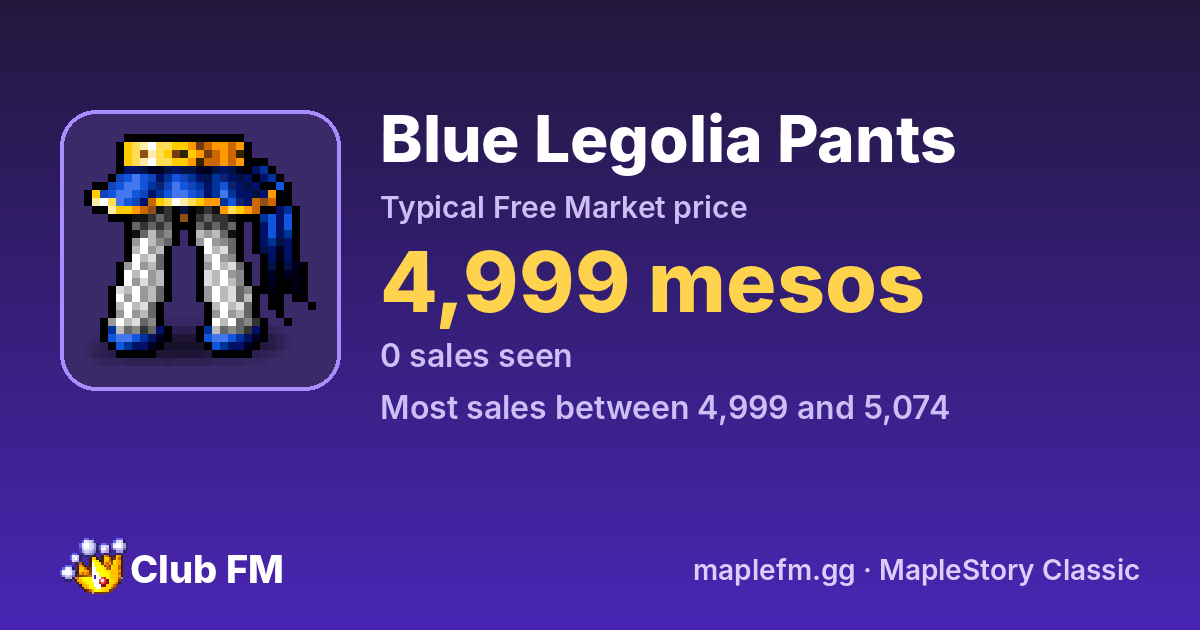 Blue Legolia Pants
Typical Free Market price
4,999 mesos
0 sales seen
Most sales between 4,999 and 5,074
Club FM
maplefm.gg · MapleStory Classic